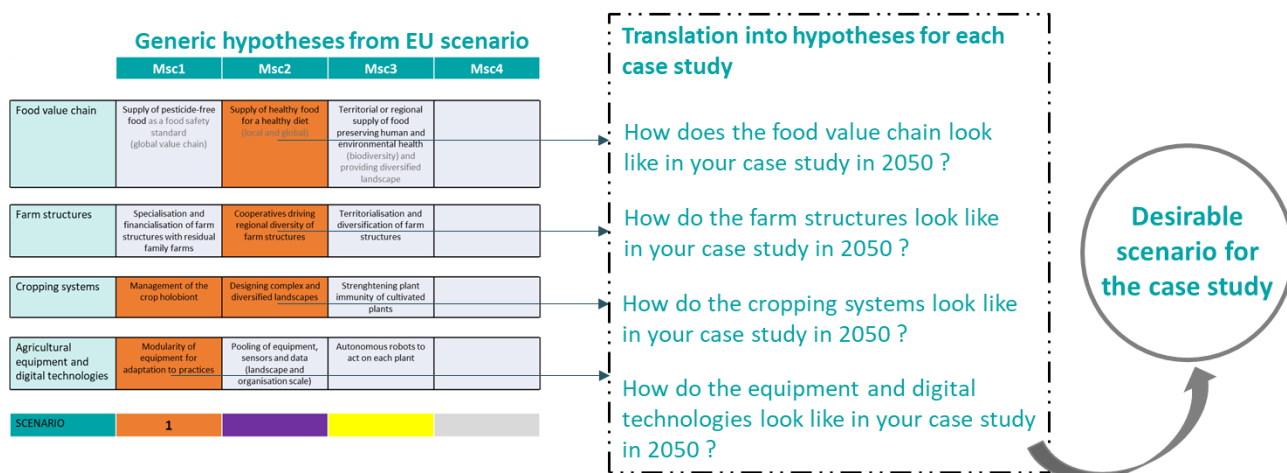 Generic hypotheses from EU scenario
Msc1 Msc2 Msc3 Msc4
Food value chain
Supply of pesticide-free
food as a food safety
standard
(global value chain)
Supply of healthy food
for a healthy diet
(local and global)
Territorial or regional
supply of food
preserving human and
environmental health
(biodiversity) and
providing diversified
landscape
Farm structures
Specialisation and
financialisation of farm
structures with residual
family farms
Cooperatives driving
regional diversity of
farm structures
Territorialisation and
diversification of farm
structures
Cropping systems
Management of the
crop holobiont
Designing complex and
diversified landscapes
Strenghtening plant
immunity of cultivated
plants
Agricultural
equipment and
digital technologies
Modularity of
equipment for
adaptation to practices
Pooling of equipment,
sensors and data
(landscape and
organisation scale)
Autonomous robots to
act on each plant
SCENARIO 1
Translation into hypotheses for each
case study
How does the food value chain look
like in your case study in 2050 ?
How do the farm structures look like
in your case study in 2050 ?
How do the cropping systems look like
in your case study in 2050 ?
How do the equipment and digital
technologies look like in your case study
in 2050 ?
Desirable
scenario for
the case study